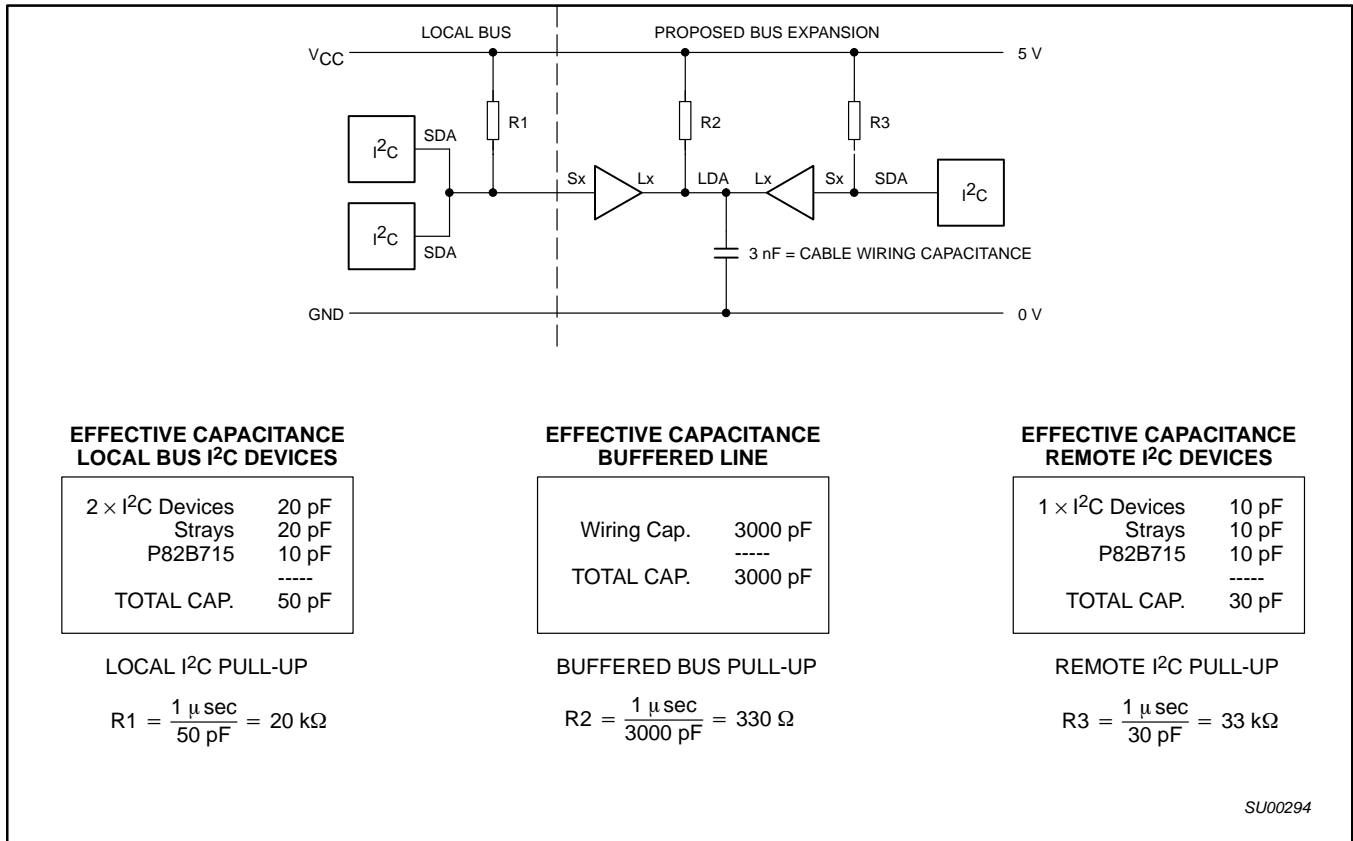 LOCAL BUS
PROPOSED BUS EXPANSION
VCC
5 V
R1
R2
R3
SDA
I2C
Sx
Lx
LDA
Lx
Sx
SDA
I2C
I2C
SDA
3 nF = CABLE WIRING CAPACITANCE
GND
0 V
EFFECTIVE CAPACITANCE
LOCAL BUS I2C DEVICES
2 × I2C Devices 20 pF
Strays 20 pF
P82B715 10 pF
-----
TOTAL CAP. 50 pF
LOCAL I2C PULL-UP
R1 = 1 μ sec / 50 pF = 20 kΩ
EFFECTIVE CAPACITANCE
BUFFERED LINE
Wiring Cap. 3000 pF
-----
TOTAL CAP. 3000 pF
BUFFERED BUS PULL-UP
R2 = 1 μ sec / 3000 pF = 330 Ω
EFFECTIVE CAPACITANCE
REMOTE I2C DEVICES
1 × I2C Devices 10 pF
Strays 10 pF
P82B715 10 pF
-----
TOTAL CAP. 30 pF
REMOTE I2C PULL-UP
R3 = 1 μ sec / 30 pF = 33 kΩ
SU00294